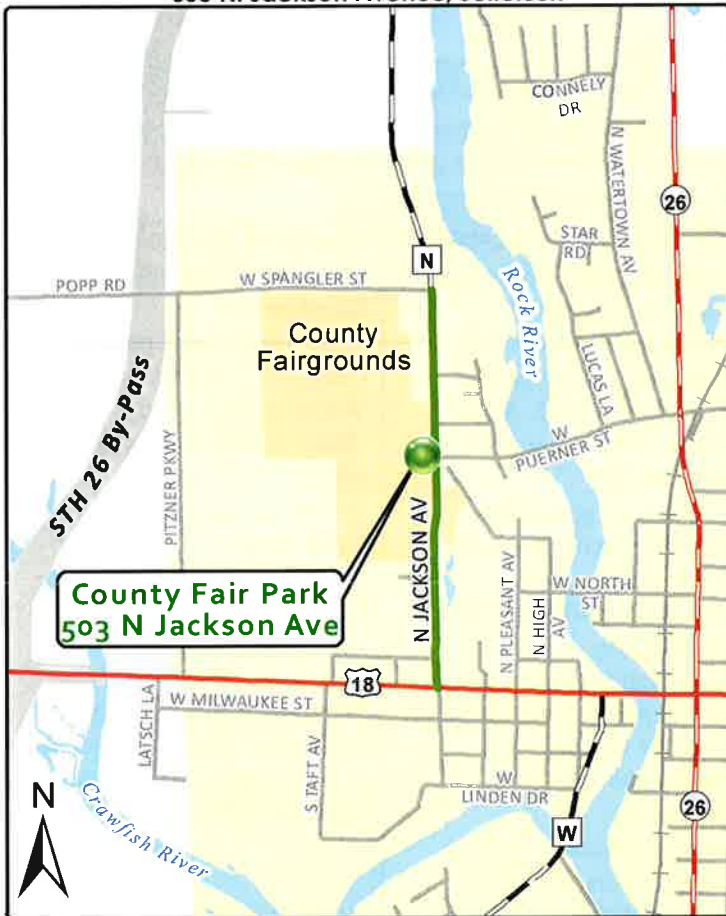 CONNELY
DR
N WATERTOWN AV
26
STAR
RD
N
POPP RD
W SPANGLER ST
Rock River
County
Fairgrounds
LUCAS LA
STH 26 By-Pass
W
PUERNER ST
PITZNER PKWY
N JACKSON AV
N PLEASANT AV
N HIGH
AV
W NORTH
ST
County Fair Park
503 N Jackson Ave
18
W MILWAUKEE ST
LATSCH LA
S TAFT AV
W
LINDEN DR
N
Crawfish River
W
26